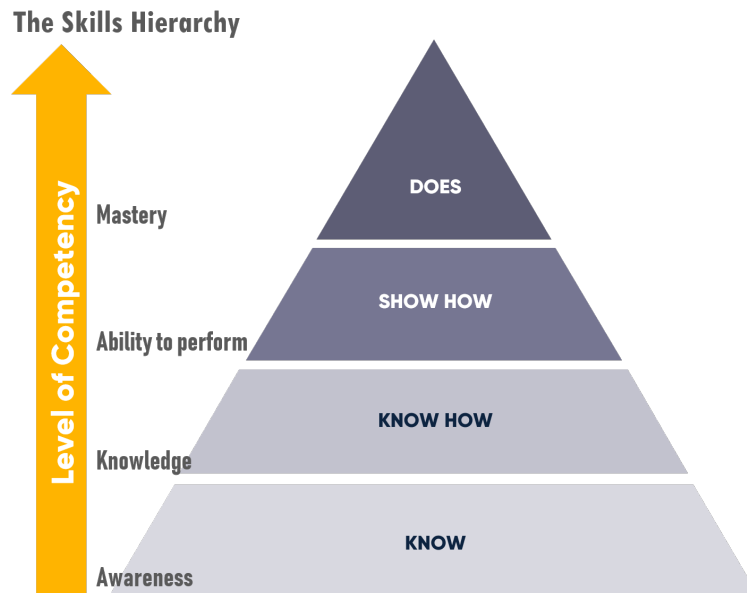 The Skills Hierarchy
Level of Competency
DOES
Mastery
SHOW HOW
Ability to perform
KNOW HOW
Knowledge
KNOW
Awareness